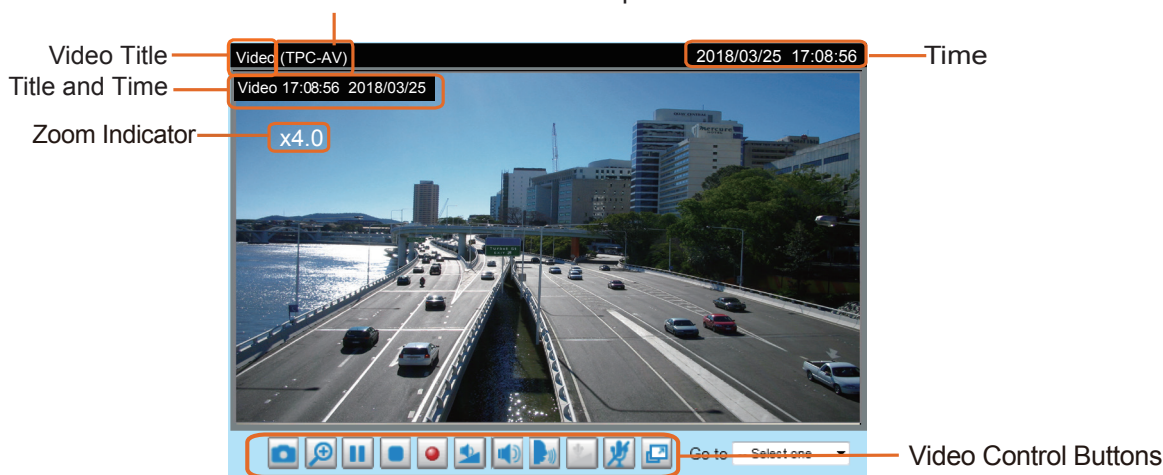 Video Title
Video (TPC-AV)
2018/03/25 17:08:56
Time
Title and Time
Video 17:08:56 2018/03/25
Zoom Indicator
x4.0
Mercure
Go to
Select one
Video Control Buttons